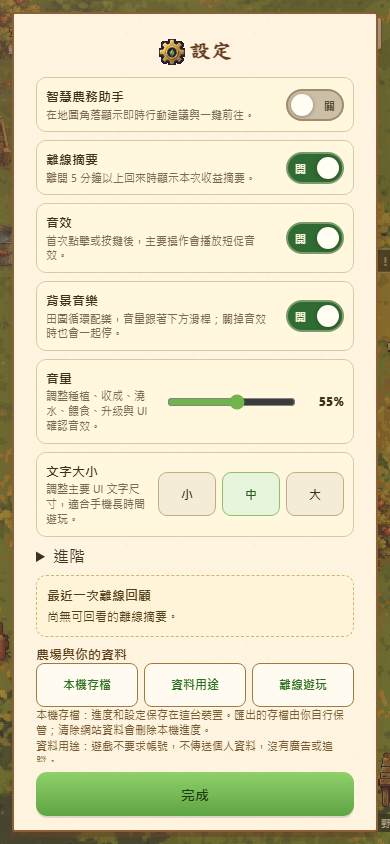 設定
智慧農務助手
在地圖角落顯示即時行動建議與一鍵前往。
關
離線摘要
離開 5 分鐘以上回來時顯示本次收益摘要。
開
音效
首次點擊或按鍵後，主要操作會播放短促音
效。
開
背景音樂
田園循環配樂，音量跟著下方滑桿；關掉音效
時也會一起停。
開
音量
調整種植、收成、澆
水、餵食、升級與 UI
確認音效。
55%
文字大小
調整主要 UI 文字尺
寸，適合手機長時間
遊玩。
小
中
大
進階
最近一次離線回顧
尚無可回看的離線摘要。
農場與你的資料
本機存檔
資料用途
離線遊玩
本機存檔：進度和設定保存在這台裝置。匯出的存檔由你自行保
管；清除網站資料會刪除本機進度。
資料用途：遊戲不要求帳號，不傳送個人資料，沒有廣告或追
完成
野